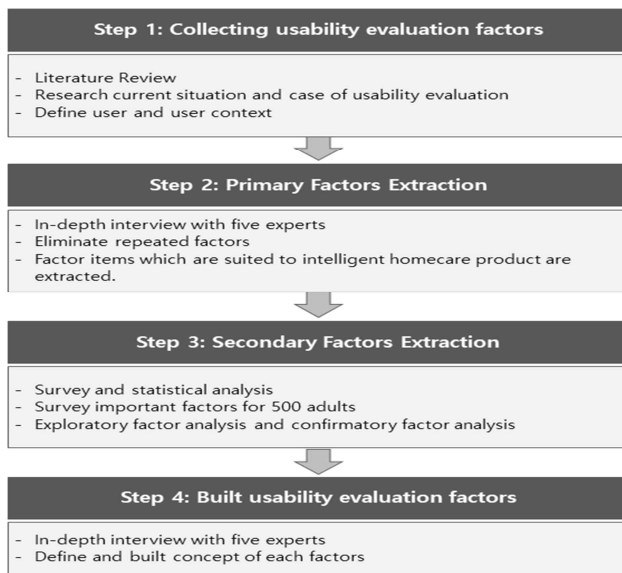 Step 1: Collecting usability evaluation factors
- Literature Review
- Research current situation and case of usability evaluation
- Define user and user context
Step 2: Primary Factors Extraction
- In-depth interview with five experts
- Eliminate repeated factors
- Factor items which are suited to intelligent homecare product are
extracted.
Step 3: Secondary Factors Extraction
- Survey and statistical analysis
- Survey important factors for 500 adults
- Exploratory factor analysis and confirmatory factor analysis
Step 4: Built usability evaluation factors
- In-depth interview with five experts
- Define and built concept of each factors